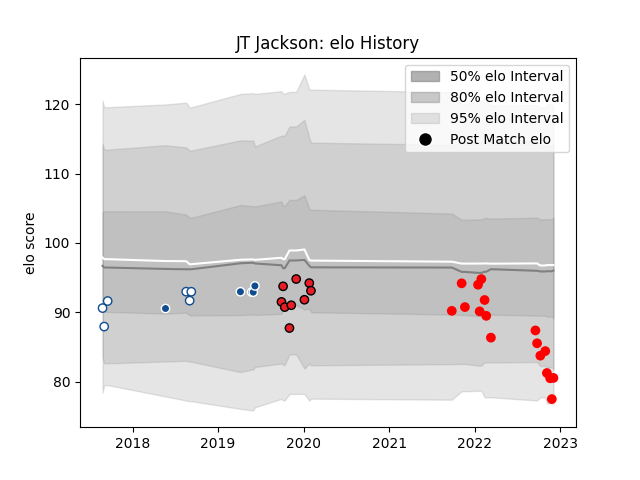 JT Jackson: elo History
50% elo Interval
80% elo Interval
95% elo Interval
Post Match elo
elo score
120
110
100
90
80
2018
2019
2020
2021
2022
2023